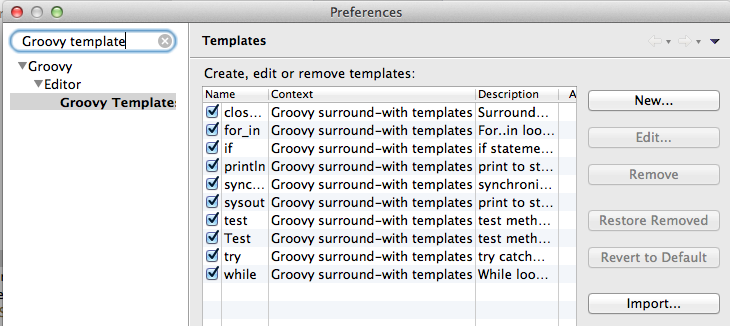 Preferences
Groovy template
Templates
Groovy
Editor
Groovy Templates
Create, edit or remove templates:
Name Context Description A
clos... Groovy surround-with templates Surround...
for_in Groovy surround-with templates For..in loo...
if Groovy surround-with templates if stateme...
println Groovy surround-with templates print to st...
sync... Groovy surround-with templates synchroni...
sysout Groovy surround-with templates print to st...
test Groovy surround-with templates test meth...
Test Groovy surround-with templates test meth...
try Groovy surround-with templates try catch...
while Groovy surround-with templates While loo...
New...
Edit...
Remove
Restore Removed
Revert to Default
Import...